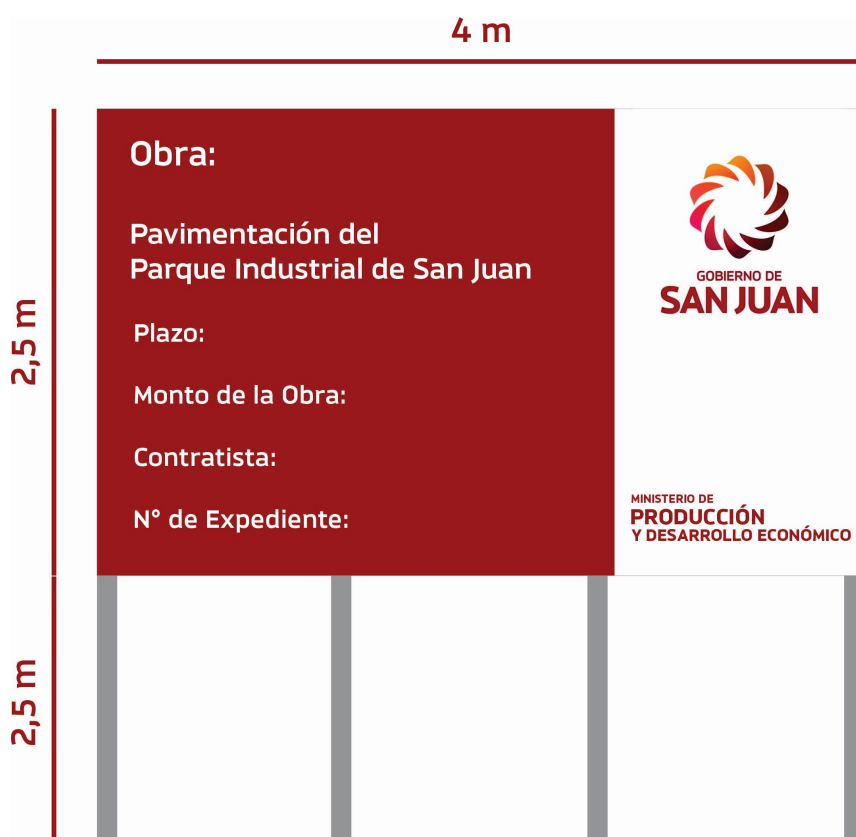 4 m
Obra:
Pavimentación del
Parque Industrial de San Juan
Plazo:
Monto de la Obra:
Contratista:
N° de Expediente:
GOBIERNO DE
SAN JUAN
MINISTERIO DE
PRODUCCIÓN
Y DESARROLLO ECONÓMICO
2,5 m
2,5 m